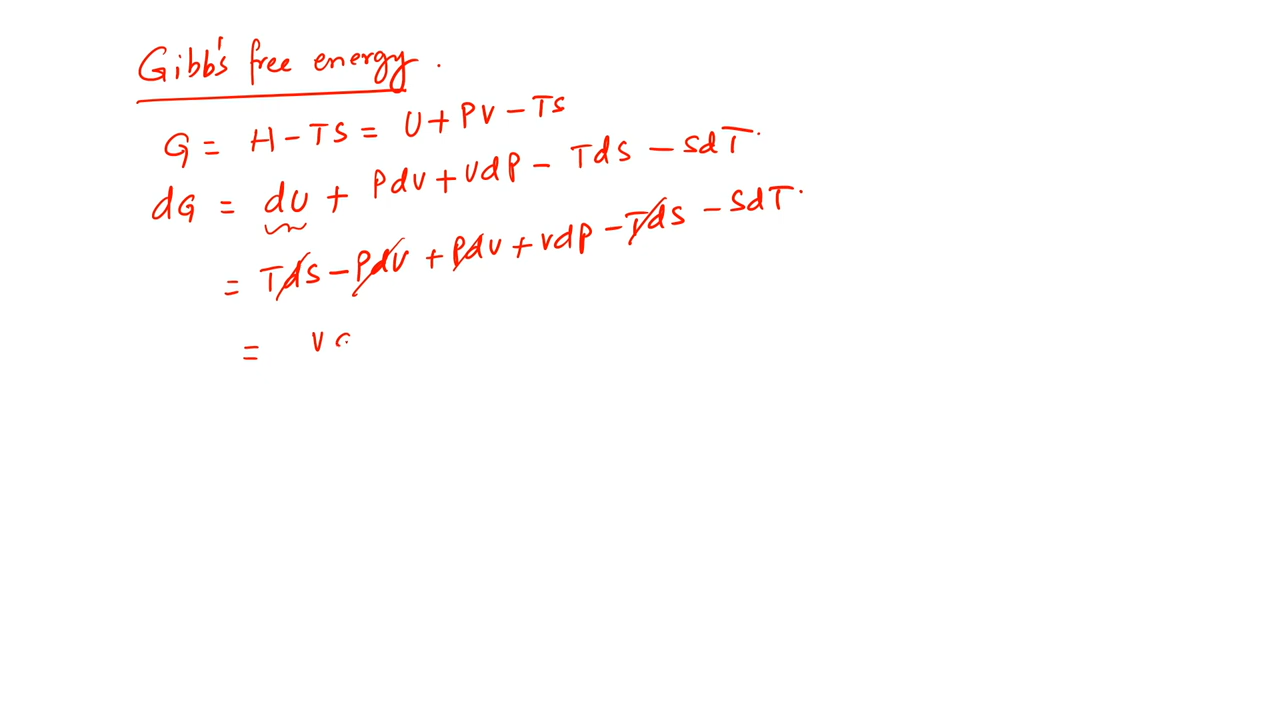 Gibb's free energy.
G = H - TS = U + PV - TS
dG = dU + PdV + VdP - TdS - SdT.
= TdS - PdV + PdV + VdP - TdS - SdT.
= V